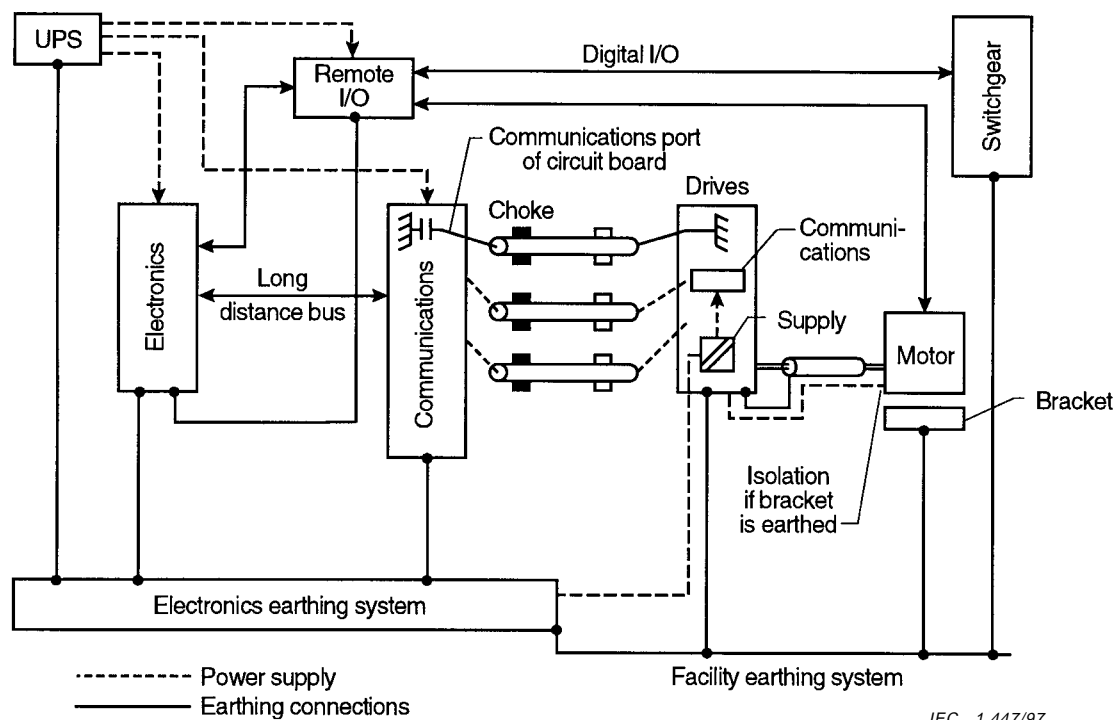 UPS
Remote
I/O
Digital I/O
Switchgear
Communications port
of circuit board
Drives
Choke
Communi-
cations
Electronics
Long
distance bus
Communications
Supply
Motor
Bracket
Isolation
if bracket
is earthed
Electronics earthing system
Facility earthing system
Power supply
Earthing connections
IEC 1 447/97